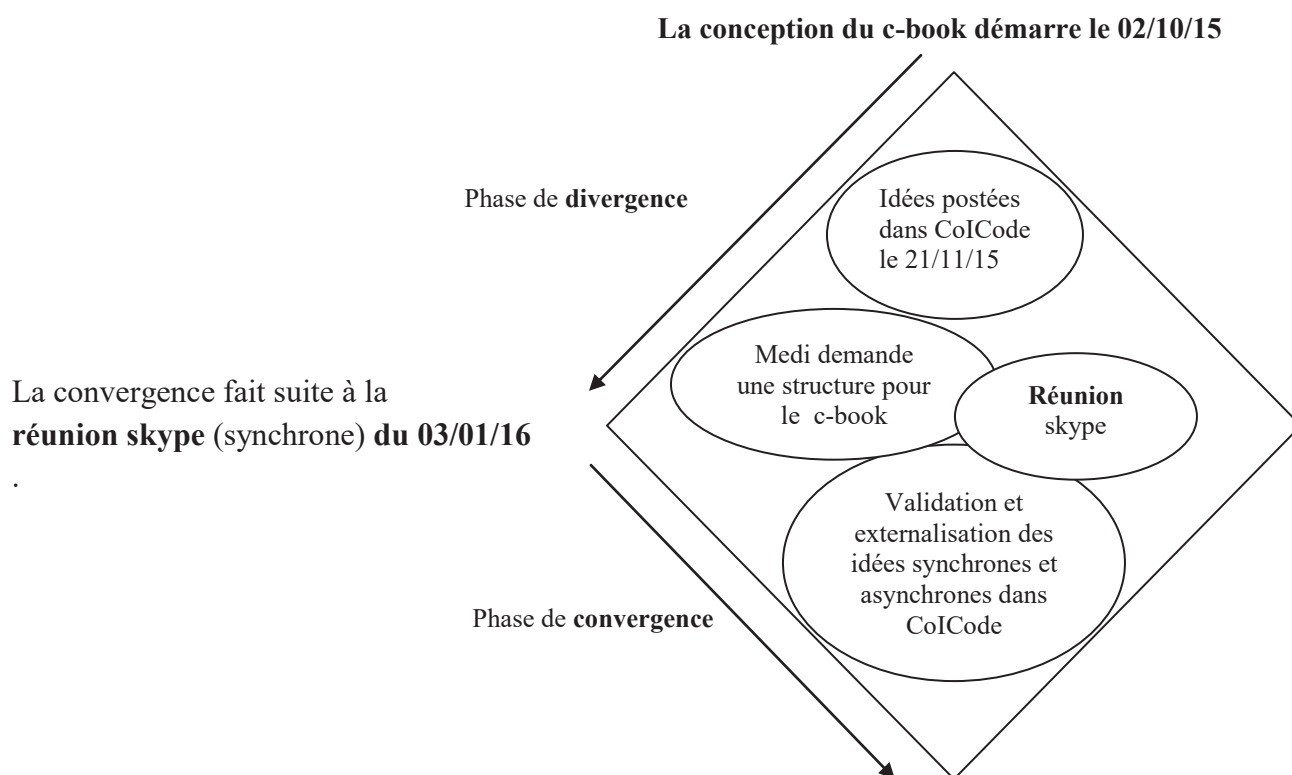 La conception du c-book démarre le 02/10/15
Phase de divergence
Idées postées
dans CoICode
le 21/11/15
Medi demande
une structure pour
le c-book
Réunion
skype
La convergence fait suite à la
réunion skype (synchrone) du 03/01/16
.
Validation et
externalisation des
idées synchrones et
asynchrones dans
CoICode
Phase de convergence